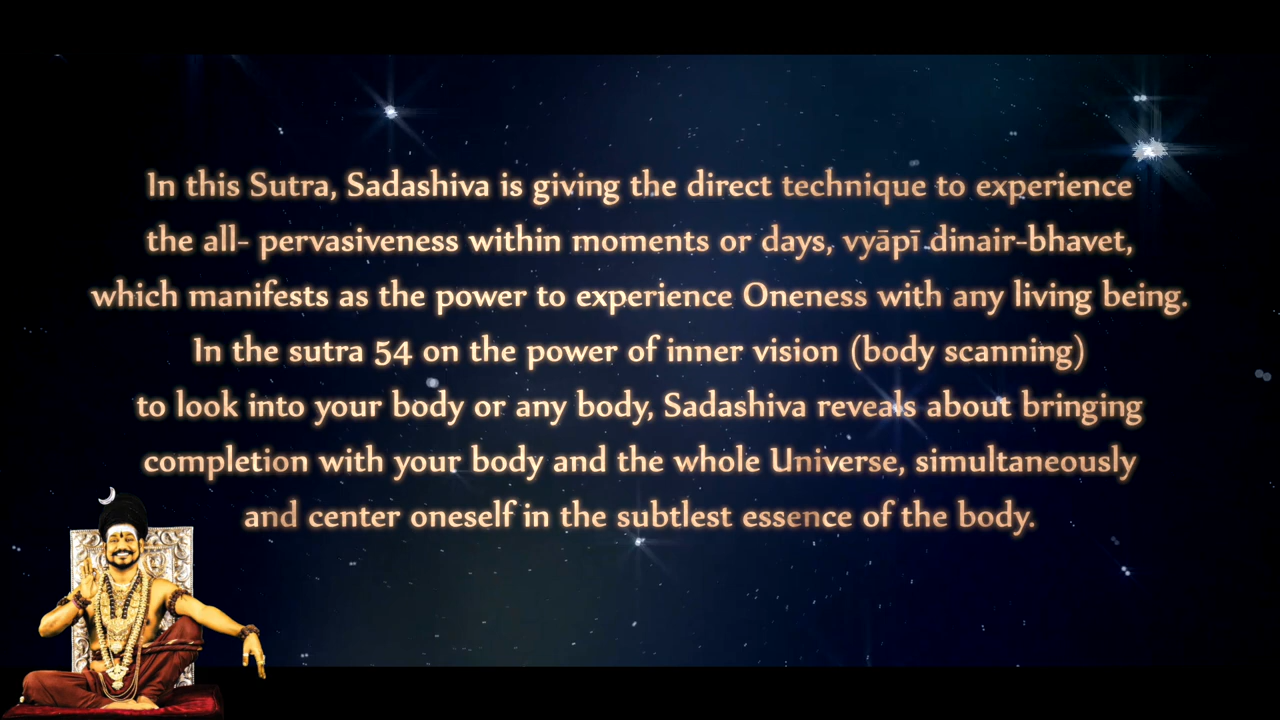 In this Sutra, Sadashiva is giving the direct technique to experience
the all- pervasiveness within moments or days, vyāpī dinair-bhavet,
which manifests as the power to experience Oneness with any living being.
In the sutra 54 on the power of inner vision (body scanning)
to look into your body or any body, Sadashiva reveals about bringing
completion with your body and the whole Universe, simultaneously
and center oneself in the subtlest essence of the body.